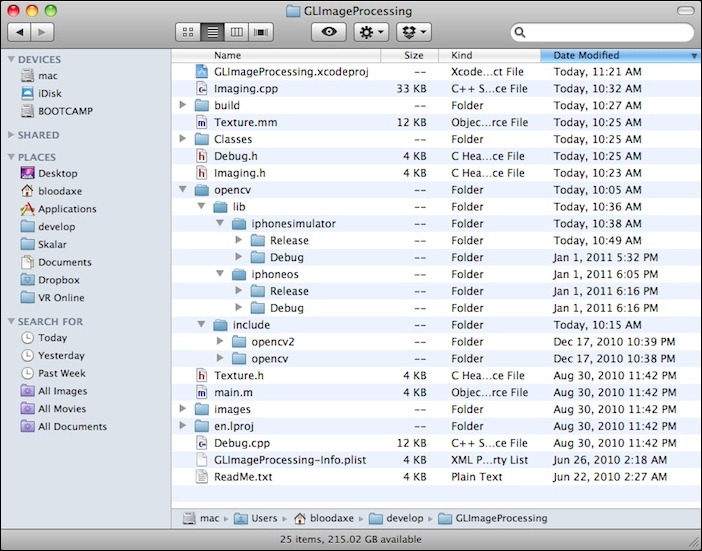 GLImageProcessing
Name Size Kind Date Modified
DEVICES
mac
iDisk
BOOTCAMP
SHARED
PLACES
Desktop
bloodaxe
Applications
develop
Skalar
Documents
Dropbox
VR Online
SEARCH FOR
Today
Yesterday
Past Week
All Images
All Movies
All Documents
GLImageProcessing.xcodeproj -- Xcode...ct File Today, 11:21 AM
Imaging.cpp 33 KB C++ S...ce File Today, 10:32 AM
build -- Folder Today, 10:27 AM
Texture.mm 12 KB Objec...rce File Today, 10:25 AM
Classes -- Folder Today, 10:25 AM
Debug.h 4 KB C Hea...ce File Today, 10:25 AM
Imaging.h 4 KB C Hea...ce File Today, 10:23 AM
opencv -- Folder Today, 10:05 AM
lib -- Folder Today, 10:36 AM
iphonesimulator -- Folder Today, 10:38 AM
Release -- Folder Today, 10:49 AM
Debug -- Folder Jan 1, 2011 5:32 PM
iphoneos -- Folder Jan 1, 2011 6:05 PM
Release -- Folder Jan 1, 2011 6:16 PM
Debug -- Folder Jan 1, 2011 6:16 PM
include -- Folder Today, 10:15 AM
opencv2 -- Folder Dec 17, 2010 10:39 PM
opencv -- Folder Dec 17, 2010 10:38 PM
Texture.h 4 KB C Hea...ce File Aug 30, 2010 11:42 PM
main.m 4 KB Objec...rce File Aug 30, 2010 11:42 PM
images -- Folder Aug 30, 2010 11:42 PM
en.lproj -- Folder Aug 30, 2010 11:42 PM
Debug.cpp 12 KB C++ S...ce File Aug 30, 2010 11:42 PM
GLImageProcessing-Info.plist 4 KB XML P...rty List Jun 26, 2010 2:18 AM
ReadMe.txt 4 KB Plain Text Jun 22, 2010 2:27 AM
mac Users bloodaxe develop GLImageProcessing
25 items, 215.02 GB available